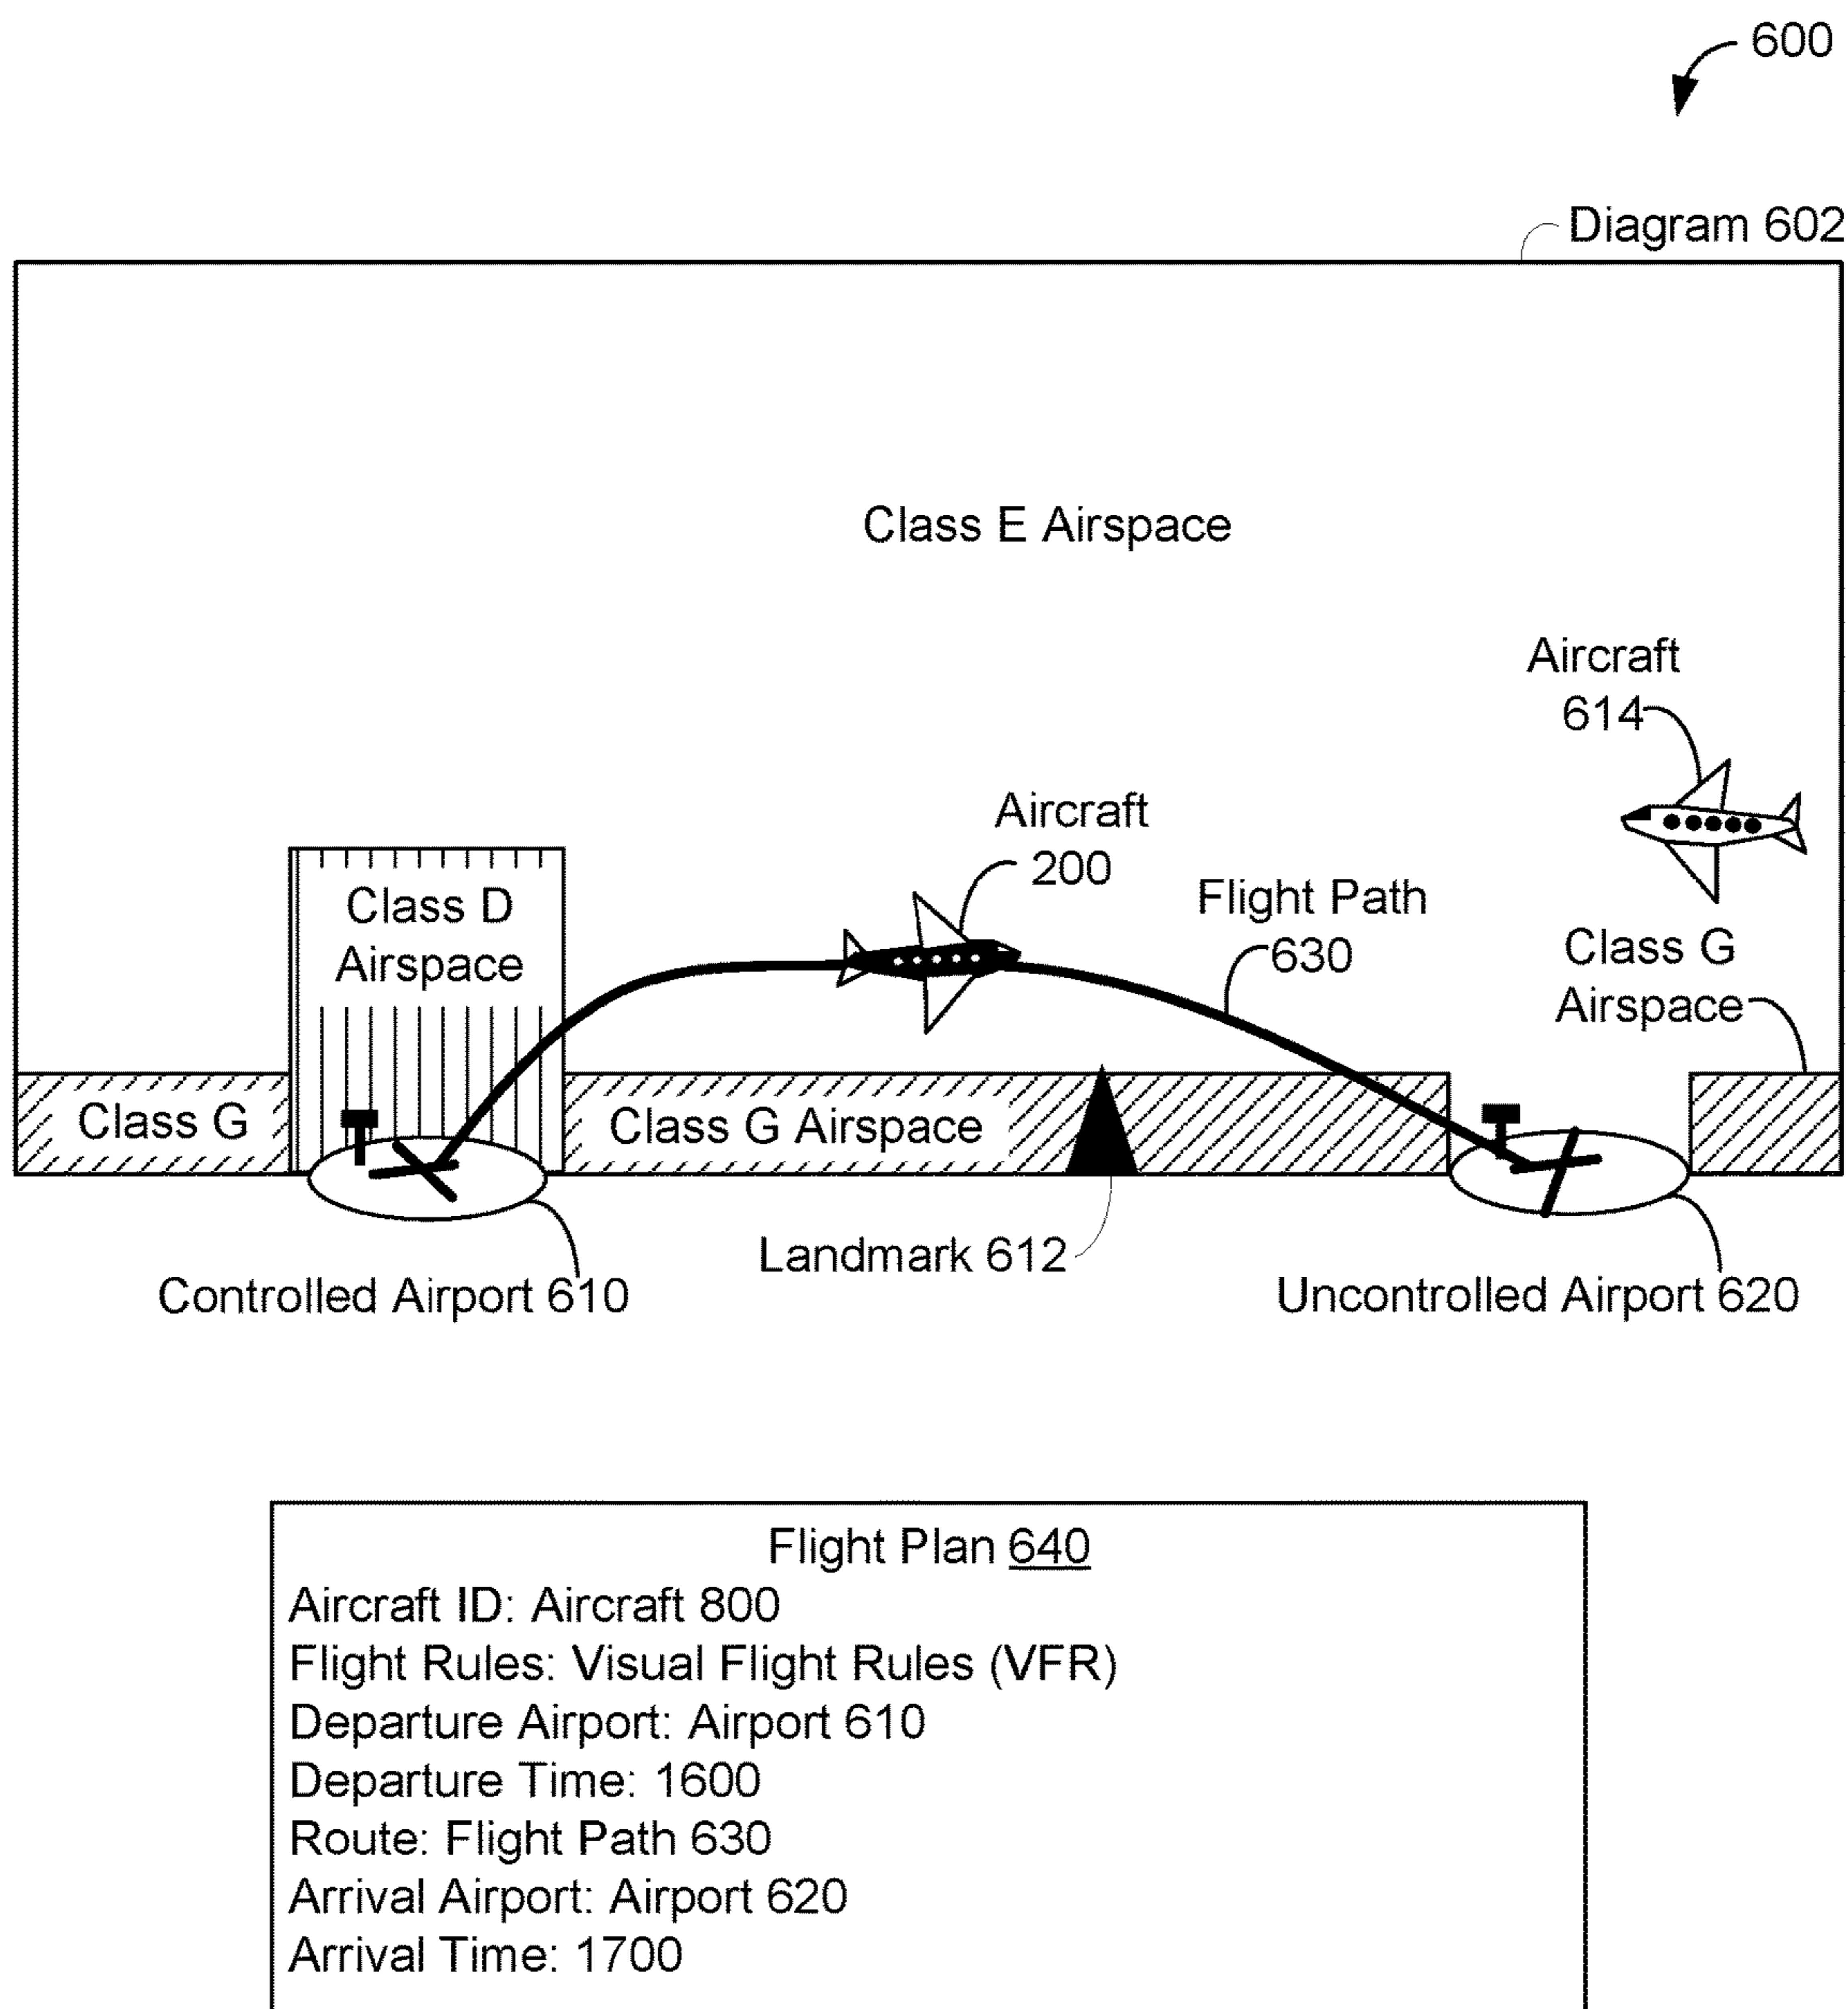 600
Diagram 602
Class E Airspace
Aircraft
614
Aircraft
200
Flight Path
630
Class D
Airspace
Class G
Airspace
Class G
Class G Airspace
Landmark 612
Controlled Airport 610
Uncontrolled Airport 620
Flight Plan 640
Aircraft ID: Aircraft 800
Flight Rules: Visual Flight Rules (VFR)
Departure Airport: Airport 610
Departure Time: 1600
Route: Flight Path 630
Arrival Airport: Airport 620
Arrival Time: 1700